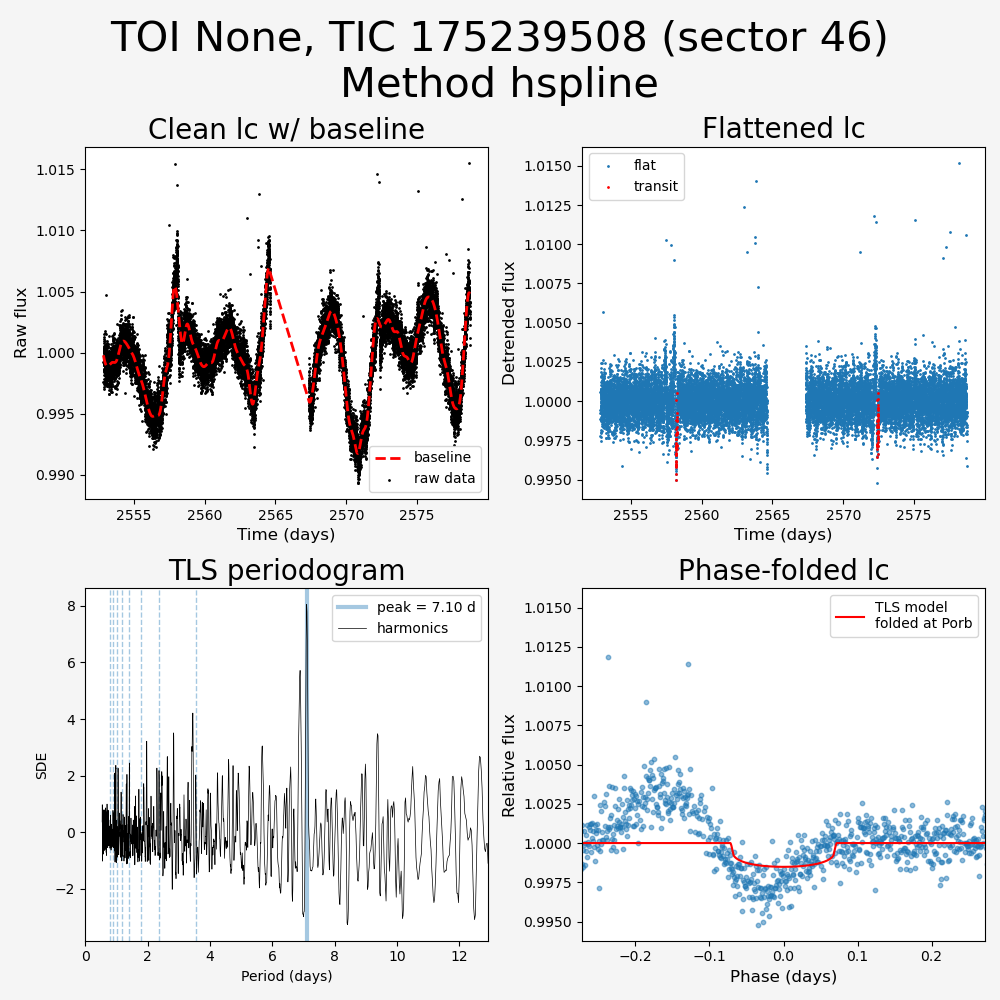 TOI None, TIC 175239508 (sector 46)
Method hspline
Clean lc w/ baseline
1.015
1.010
1.005
1.000
0.995
0.990
Raw flux
baseline
raw data
2555
2560
2565
2570
2575
Time (days)
Flattened lc
flat
transit
1.0150
1.0125
1.0100
1.0075
1.0050
1.0025
1.0000
0.9975
0.9950
Detrended flux
2555
2560
2565
2570
2575
Time (days)
TLS periodogram
peak = 7.10 d
harmonics
8
6
4
2
0
−2
SDE
0
2
4
6
8
10
12
Period (days)
Phase-folded lc
TLS model
folded at Porb
1.0150
1.0125
1.0100
1.0075
1.0050
1.0025
1.0000
0.9975
0.9950
Relative flux
−0.2
−0.1
0.0
0.1
0.2
Phase (days)